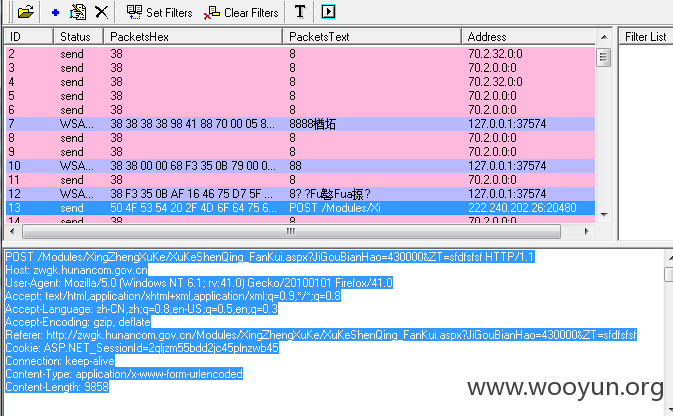 Set Filters Clear Filters T
ID Status PacketsHex PacketsText Address Filter List
2 send 38 8 70.2.32.0:0
3 send 38 8 70.2.0.0:0
4 send 38 8 70.2.32.0:0
5 send 38 8 70.2.0.0:0
6 send 38 8 70.2.0.0:0
7 WSA... 38 38 38 38 98 41 88 70 00 05 8... 8888楢坧 127.0.0.1:37574
8 send 38 8 70.2.0.0:0
9 send 38 8 70.2.0.0:0
10 WSA... 38 38 00 00 68 F3 35 0B 79 00 0... 88 127.0.0.1:37574
11 send 38 8 70.2.0.0:0
12 WSA... 38 F3 35 0B AF 16 46 75 D7 5F ... 8? ?Fu Fua ? 127.0.0.1:37574
13 send 50 4F 53 54 20 2F 4D 6F 64 75 6... POST /Modules/Xi 222.240.202.26:20480
14 send 38 8 70.2.0.0:0
POST /Modules/XingZhengXuKe/XuKeShenQing_FanKui.aspx?JiGouBianHao=430000&ZT=sfdfsfsf HTTP/1.1
Host: zwgk.hunancom.gov.cn
User-Agent: Mozilla/5.0 (Windows NT 6.1; rv:41.0) Gecko/20100101 Firefox/41.0
Accept: text/html,application/xhtml+xml,application/xml;q=0.9,*/*;q=0.8
Accept-Language: zh-CN,zh;q=0.8,en-US;q=0.5,en;q=0.3
Accept-Encoding: gzip, deflate
Referer: http://zwgk.hunancom.gov.cn/Modules/XingZhengXuKe/XuKeShenQing_FanKui.aspx?JiGouBianHao=430000&ZT=sfdfsfsf
Cookie: ASP.NET_SessionId=2qljzm55bdd2jc45plnzwb45
Connection: keep-alive
Content-Type: application/x-www-form-urlencoded
Content-Length: 9858
www.wooyun.org